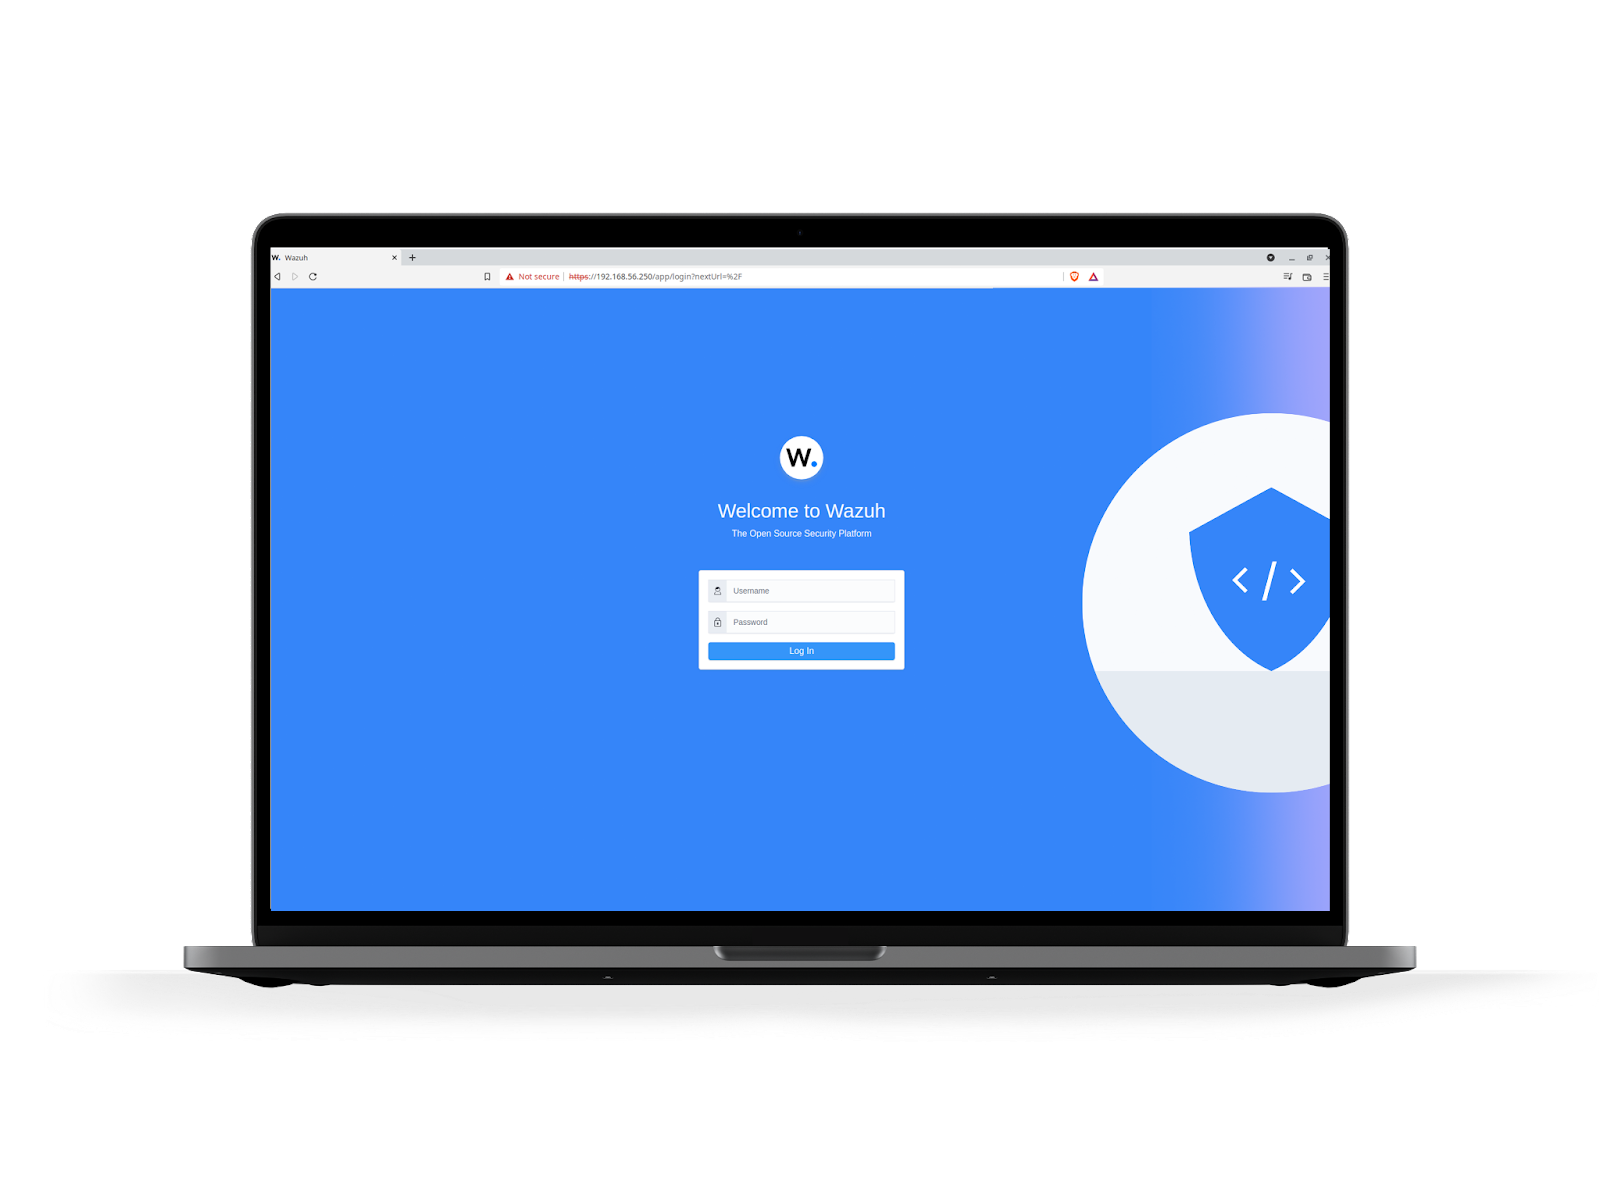 W. Wazuh
Not secure | https://192.168.56.250/app/login?nextUrl=%2F
W.
Welcome to Wazuh
The Open Source Security Platform
Username
Password
Log In
</>